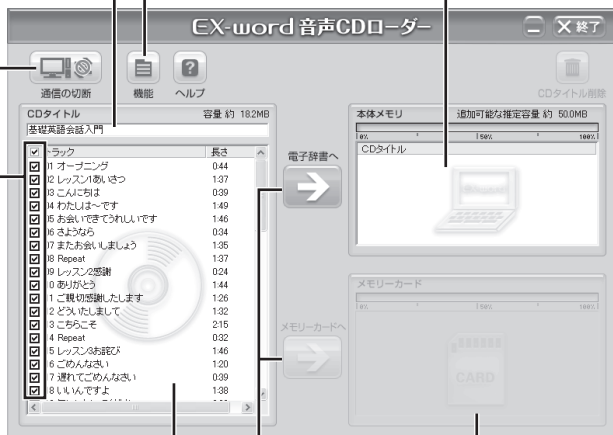 EX-word 音声CDローダー
終了
通信の切断
機能
ヘルプ
CDタイトル削除
CDタイトル 容量 約 18.2MB
基礎英語会話入門
トラック 長さ
01 オープニング 0:44
02 レッスン1あいさつ 1:37
03 こんにちは 0:39
04 わたしは～です 1:49
05 お会いできてうれしいです 1:46
06 さようなら 0:34
07 またお会いしましょう 1:35
08 Repeat 1:37
09 レッスン2感謝 0:24
10 ありがとう 1:44
11 ご親切感謝したします 1:26
12 どういたしまして 1:32
13 こちらこそ 2:15
14 Repeat 0:32
15 レッスン3お詫び 1:46
16 ごめんなさい 1:20
17 遅れてごめんなさい 0:39
18 いいんですよ 1:38
電子辞書へ
メモリーカードへ
本体メモリ 追加可能な推定容量 約 50.0MB
0% 50% 100%
CDタイトル
メモリーカード
0% 50% 100%
CARD